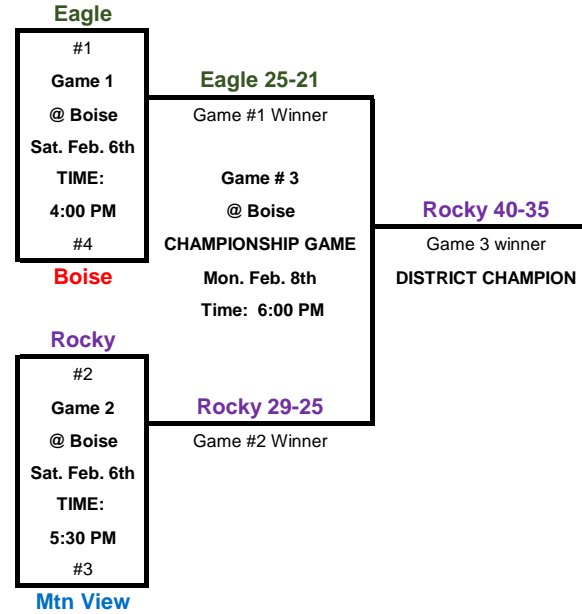 Eagle
#1
Game 1
@ Boise
Sat. Feb. 6th
TIME:
4:00 PM
#4
Boise
Eagle 25-21
Game #1 Winner
Game # 3
@ Boise
CHAMPIONSHIP GAME
Mon. Feb. 8th
Time: 6:00 PM
Rocky 40-35
Game 3 winner
DISTRICT CHAMPION
Rocky
#2
Game 2
@ Boise
Sat. Feb. 6th
TIME:
5:30 PM
#3
Mtn View
Rocky 29-25
Game #2 Winner